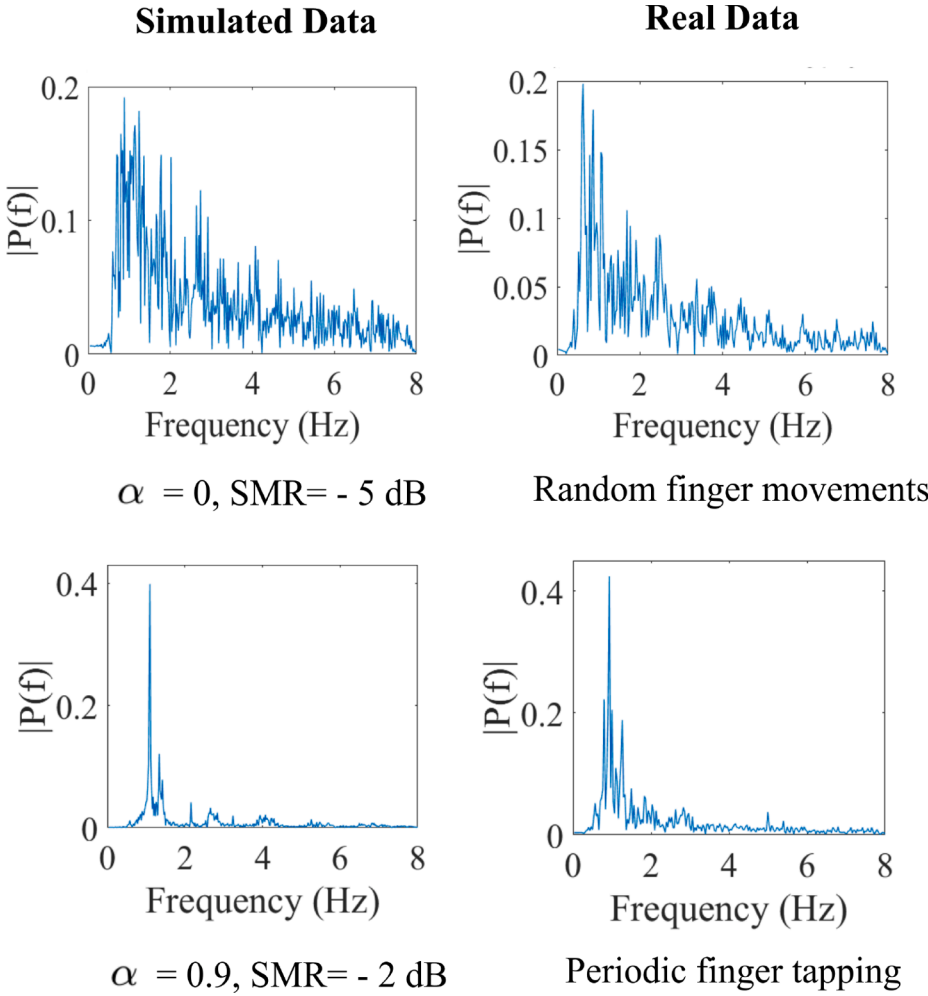 Simulated Data
Real Data
|P(f)|
0.2
0.1
0
0 2 4 6 8
Frequency (Hz)
α = 0, SMR= - 5 dB
|P(f)|
0.2
0.15
0.1
0.05
0
0 2 4 6 8
Frequency (Hz)
Random finger movements
|P(f)|
0.4
0.2
0
0 2 4 6 8
Frequency (Hz)
α = 0.9, SMR= - 2 dB
|P(f)|
0.4
0.2
0
0 2 4 6 8
Frequency (Hz)
Periodic finger tapping